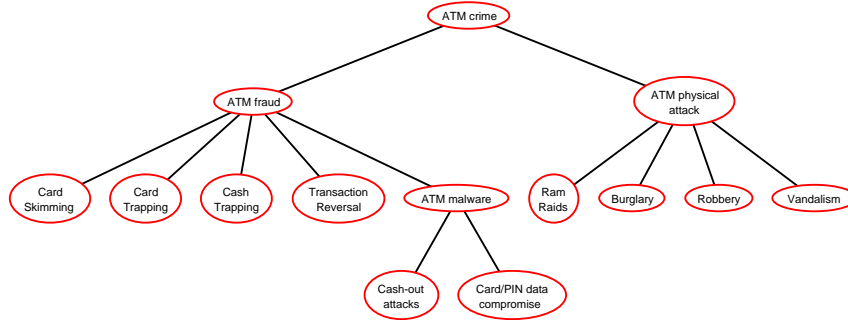 ATM crime
ATM fraud
ATM physical
attack
Card
Skimming
Card
Trapping
Cash
Trapping
Transaction
Reversal
ATM malware
Ram
Raids
Burglary
Robbery
Vandalism
Cash-out
attacks
Card/PIN data
compromise